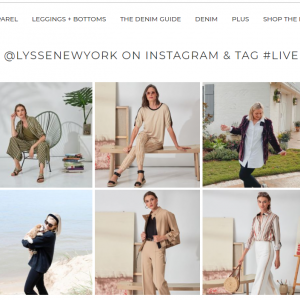 PAREL LEGGINGS + BOTTOMS THE DENIM GUIDE DENIM PLUS SHOP THE
@LYSSENEWYORK ON INSTAGRAM & TAG #LIVE